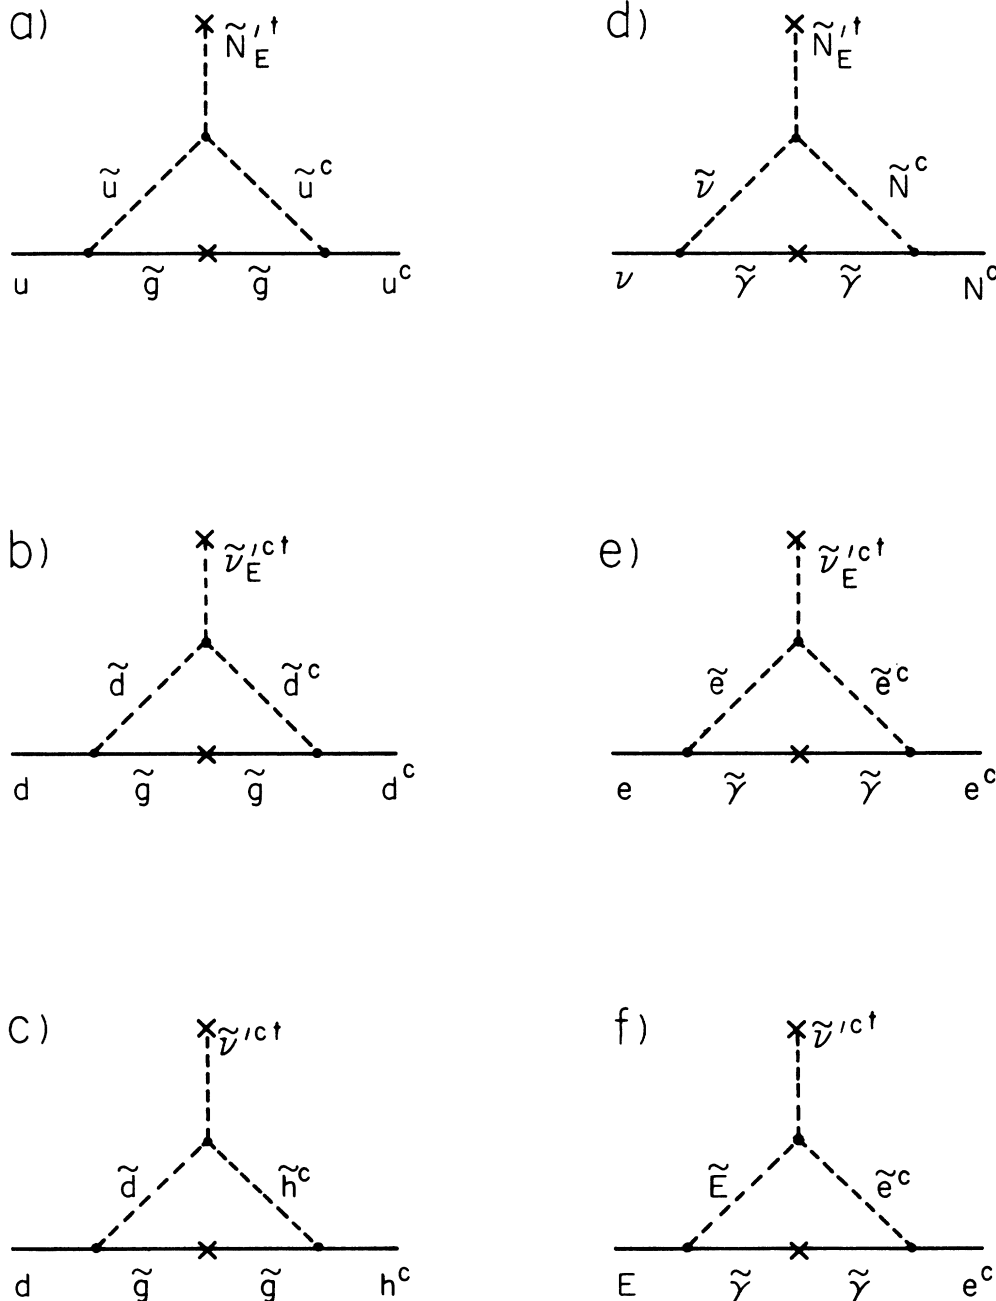 a) Ñ′†E d) Ñ′†E
ũ ũᶜ ν̃ Ñᶜ
u g̃ g̃ uᶜ ν γ̃ γ̃ Nᶜ
b) ν̃′ᶜ†E e) ν̃′ᶜ†E
d̃ d̃ᶜ ẽ ẽᶜ
d g̃ g̃ dᶜ e γ̃ γ̃ eᶜ
c) ν̃′ᶜ† f) ν̃′ᶜ†
d̃ h̃ᶜ Ẽ ẽᶜ
d g̃ g̃ hᶜ E γ̃ γ̃ eᶜ